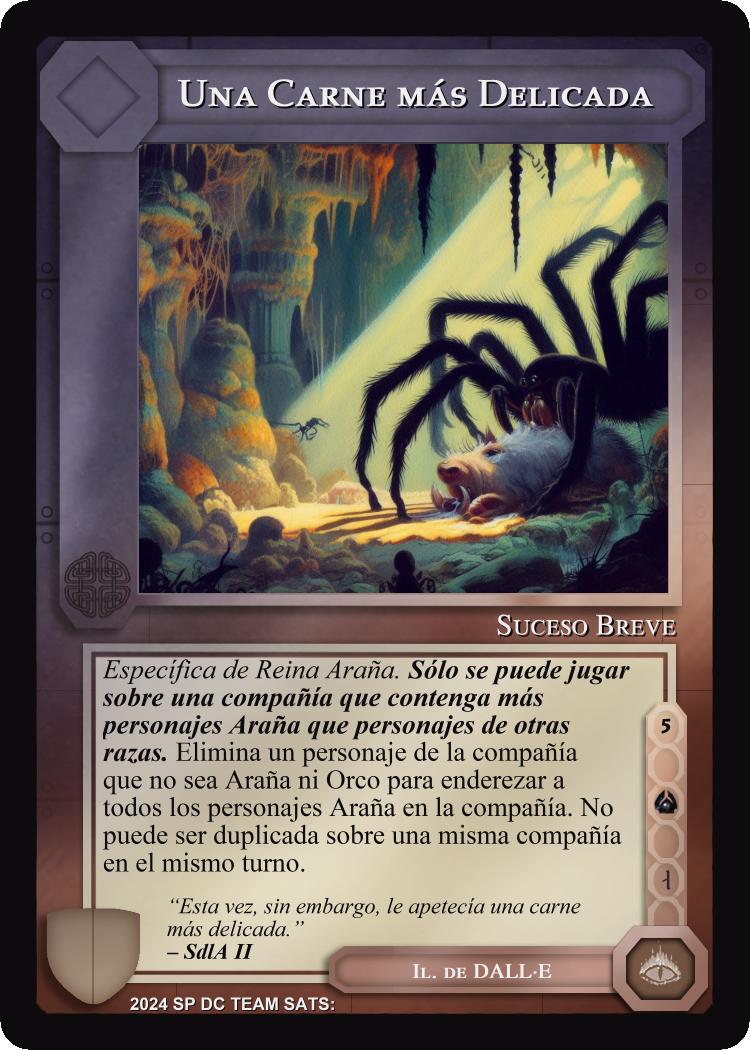 Una Carne más Delicada
Suceso Breve
Específica de Reina Araña. Sólo se puede jugar
sobre una compañía que contenga más
personajes Araña que personajes de otras
razas. Elimina un personaje de la compañía
que no sea Araña ni Orco para enderezar a
todos los personajes Araña en la compañía. No
puede ser duplicada sobre una misma compañía
en el mismo turno.
5
“Esta vez, sin embargo, le apetecía una carne
más delicada.”
– SdlA II
Il. de DALL·E
2024 SP DC TEAM SATS: